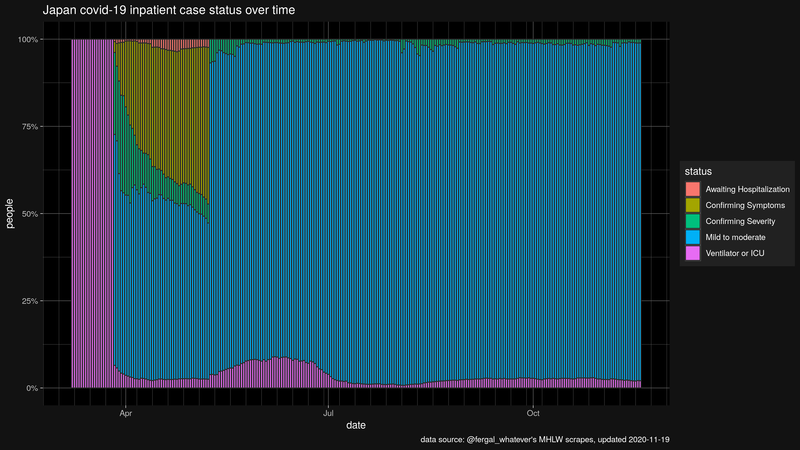 Japan covid-19 inpatient case status over time
100%
75%
50%
25%
0%
people
Apr
Jul
Oct
date
status
Awaiting Hospitalization
Confirming Symptoms
Confirming Severity
Mild to moderate
Ventilator or ICU
data source: @fergal_whatever's MHLW scrapes, updated 2020-11-19